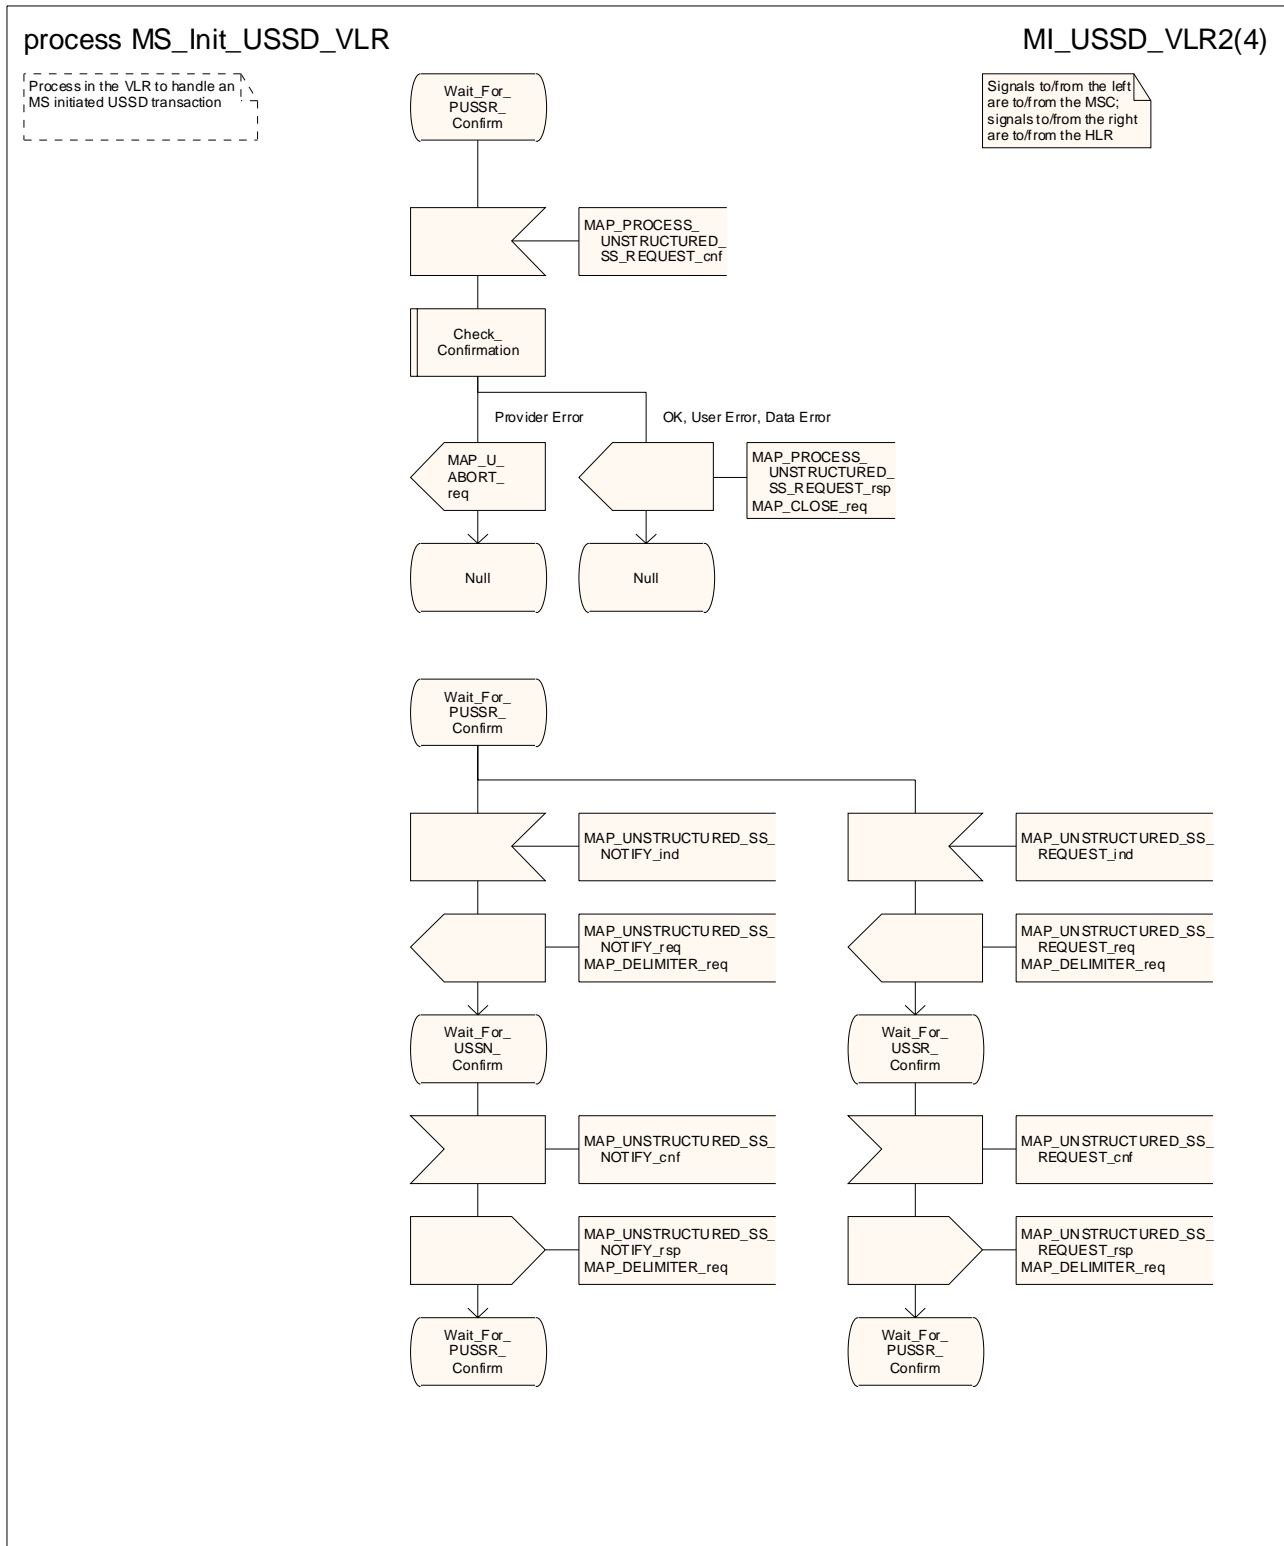 process MS_Init_USSD_VLR
MI_USSD_VLR2(4)
Process in the VLR to handle an
MS initiated USSD transaction
Wait_For_
PUSSR_
Confirm
Signals to/from the left
are to/from the MSC;
signals to/from the right
are to/from the HLR
MAP_PROCESS_
UNSTRUCTURED_
SS_REQUEST_cnf
Check_
Confirmation
Provider Error
OK, User Error, Data Error
MAP_U_
ABORT_
req
MAP_PROCESS_
UNSTRUCTURED_
SS_REQUEST_rsp
MAP_CLOSE_req
Null
Null
Wait_For_
PUSSR_
Confirm
MAP_UNSTRUCTURED_SS_
NOTIFY_ind
MAP_UNSTRUCTURED_SS_
REQUEST_ind
MAP_UNSTRUCTURED_SS_
NOTIFY_req
MAP_DELIMITER_req
MAP_UNSTRUCTURED_SS_
REQUEST_req
MAP_DELIMITER_req
Wait_For_
USSN_
Confirm
Wait_For_
USSR_
Confirm
MAP_UNSTRUCTURED_SS_
NOTIFY_cnf
MAP_UNSTRUCTURED_SS_
REQUEST_cnf
MAP_UNSTRUCTURED_SS_
NOTIFY_rsp
MAP_DELIMITER_req
MAP_UNSTRUCTURED_SS_
REQUEST_rsp
MAP_DELIMITER_req
Wait_For_
PUSSR_
Confirm
Wait_For_
PUSSR_
Confirm